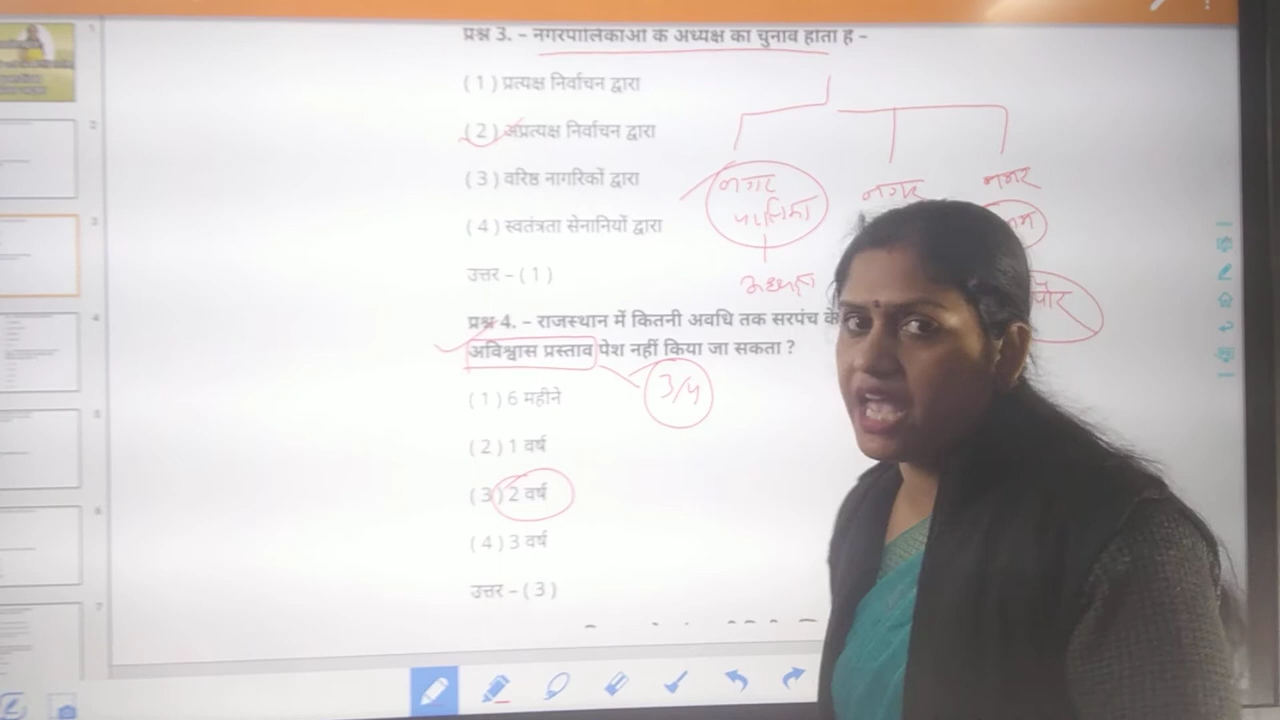 प्रश्न 3. – नगरपालिकाओं के अध्यक्ष का चुनाव होता है –
( 1 ) प्रत्यक्ष निर्वाचन द्वारा
( 2 ) अप्रत्यक्ष निर्वाचन द्वारा
( 3 ) वरिष्ठ नागरिकों द्वारा
( 4 ) स्वतंत्रता सेनानियों द्वारा
उत्तर – ( 1 )
नगर
पालिका
अध्यक्ष
नगर
नगर
प्रश्न 4. – राजस्थान में कितनी अवधि तक सरपंच के
अविश्वास प्रस्ताव पेश नहीं किया जा सकता ?
3/4
( 1 ) 6 महीने
( 2 ) 1 वर्ष
( 3 ) 2 वर्ष
( 4 ) 3 वर्ष
उत्तर – ( 3 )